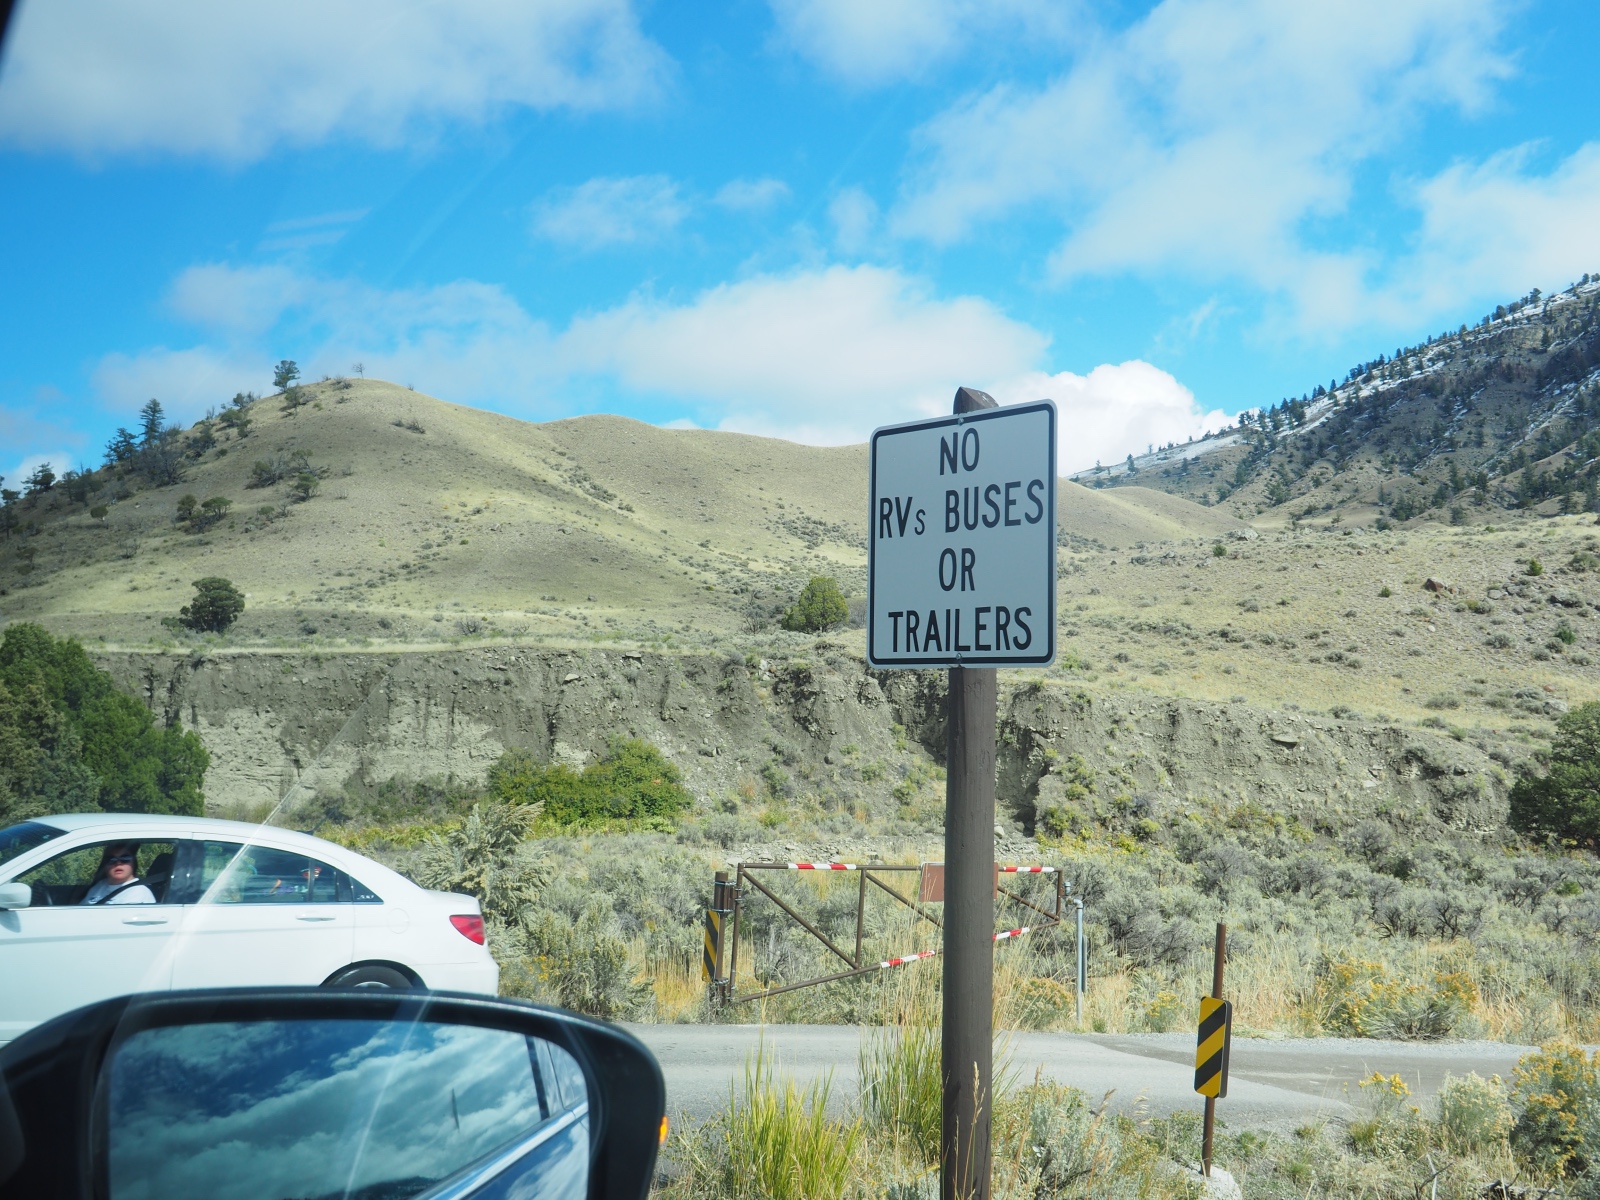 NO
RVs BUSES
OR
TRAILERS